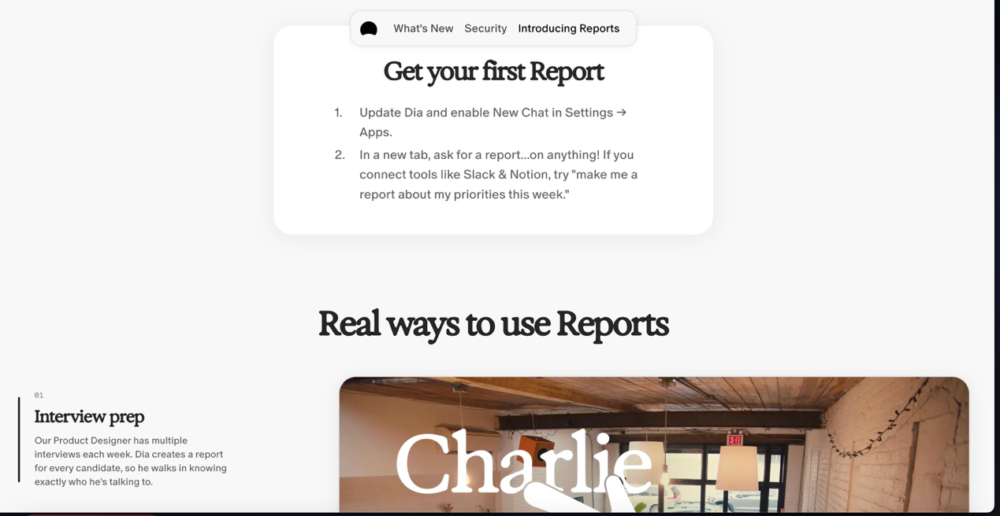 What's New Security Introducing Reports
Get your first Report
1. Update Dia and enable New Chat in Settings →
Apps.
2. In a new tab, ask for a report...on anything! If you
connect tools like Slack & Notion, try "make me a
report about my priorities this week."
Real ways to use Reports
01
Interview prep
Our Product Designer has multiple
interviews each week. Dia creates a report
for every candidate, so he walks in knowing
exactly who he's talking to.
Charlie
EXIT